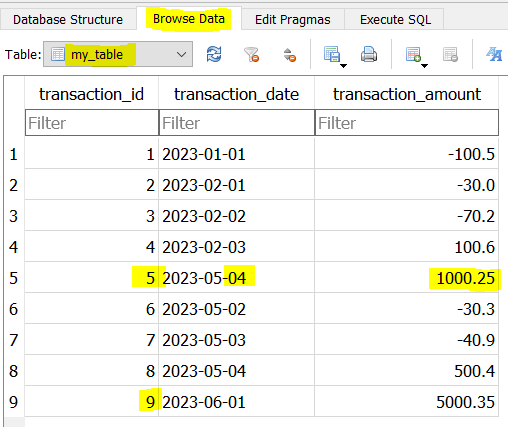 Database Structure Browse Data Edit Pragmas Execute SQL
Table: my_table
transaction_id transaction_date transaction_amount
Filter Filter Filter
1 1 2023-01-01 -100.5
2 2 2023-02-01 -30.0
3 3 2023-02-02 -70.2
4 4 2023-02-03 100.6
5 5 2023-05-04 1000.25
6 6 2023-05-02 -30.3
7 7 2023-05-03 -40.9
8 8 2023-05-04 500.4
9 9 2023-06-01 5000.35